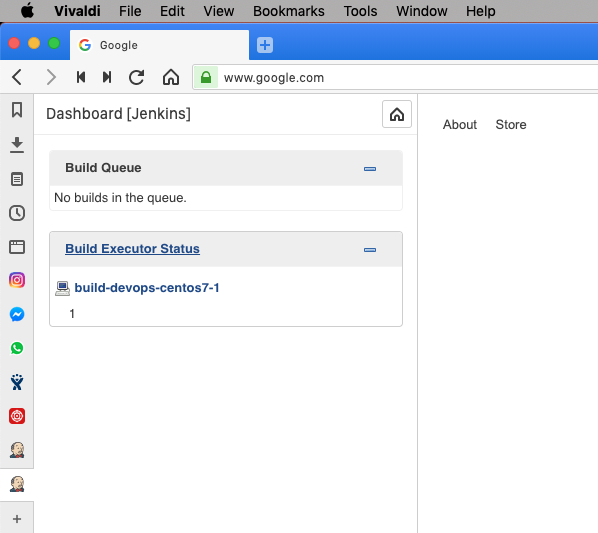 Vivaldi File Edit View Bookmarks Tools Window Help
Google
www.google.com
Dashboard [Jenkins]
About Store
Build Queue
No builds in the queue.
Build Executor Status
build-devops-centos7-1
1